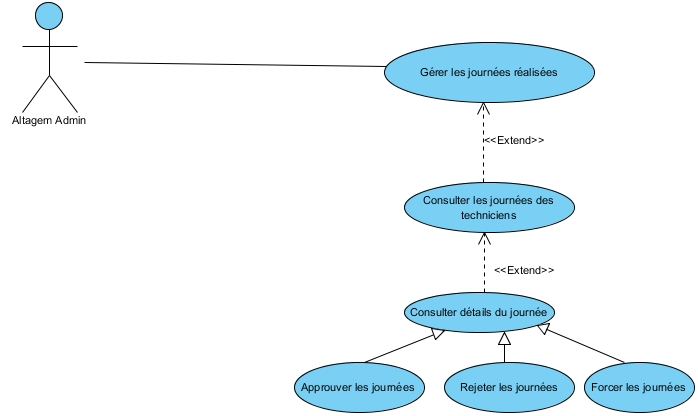 Gérer les journées réalisées
Altagem Admin
<<Extend>>
Consulter les journées des
techniciens
<<Extend>>
Consulter détails du journée
Approuver les journées
Rejeter les journées
Forcer les journées